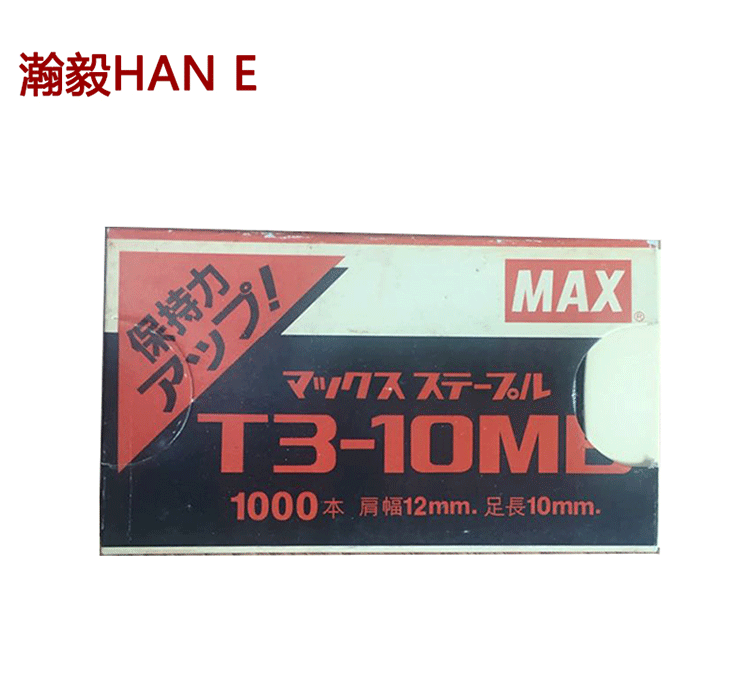 瀚毅HAN E
保持力
アップ!
MAX
®
マックス ステープル
T3-10MB
1000本 肩幅12mm. 足長10mm.